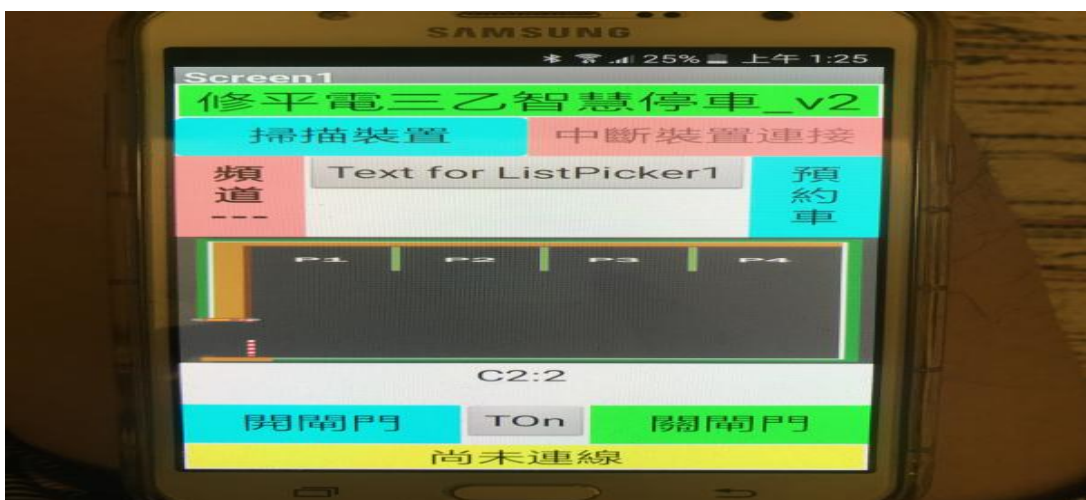 SAMSUNG
25% 上午 1:25
Screen1
修平電三乙智慧停車_v2
掃描裝置 中斷裝置連接
頻道 --- Text for ListPicker1 預約車
P1 P2 P3 P4
C2:2
開閘門 TOn 關閘門
尚未連線